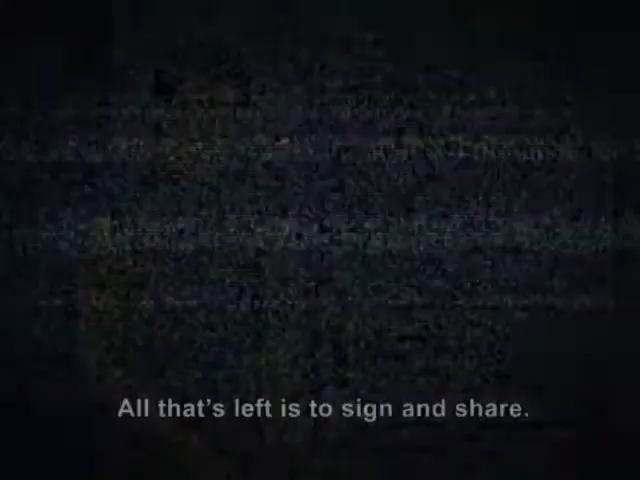 All that’s left is to sign and share.